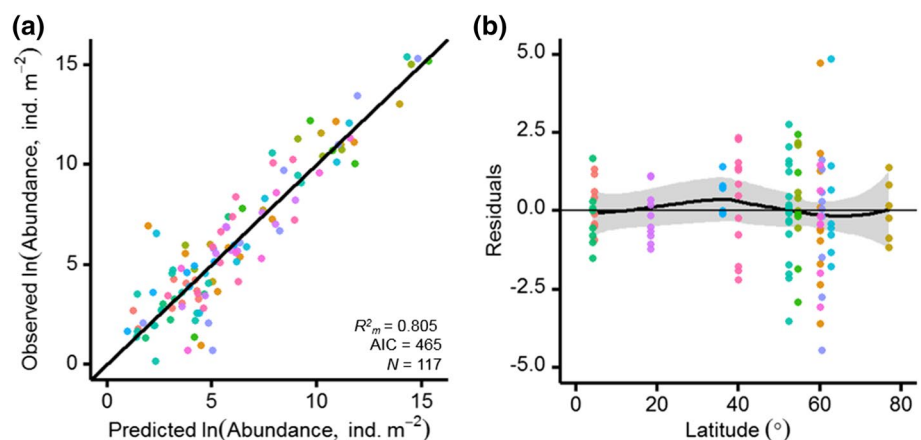 (a)
Observed ln(Abundance, ind. m⁻²)
15
10
5
0
R²m = 0.805
AIC = 465
N = 117
0 5 10 15
Predicted ln(Abundance, ind. m⁻²)
(b)
Residuals
5.0
2.5
0.0
-2.5
-5.0
0 20 40 60 80
Latitude (°)